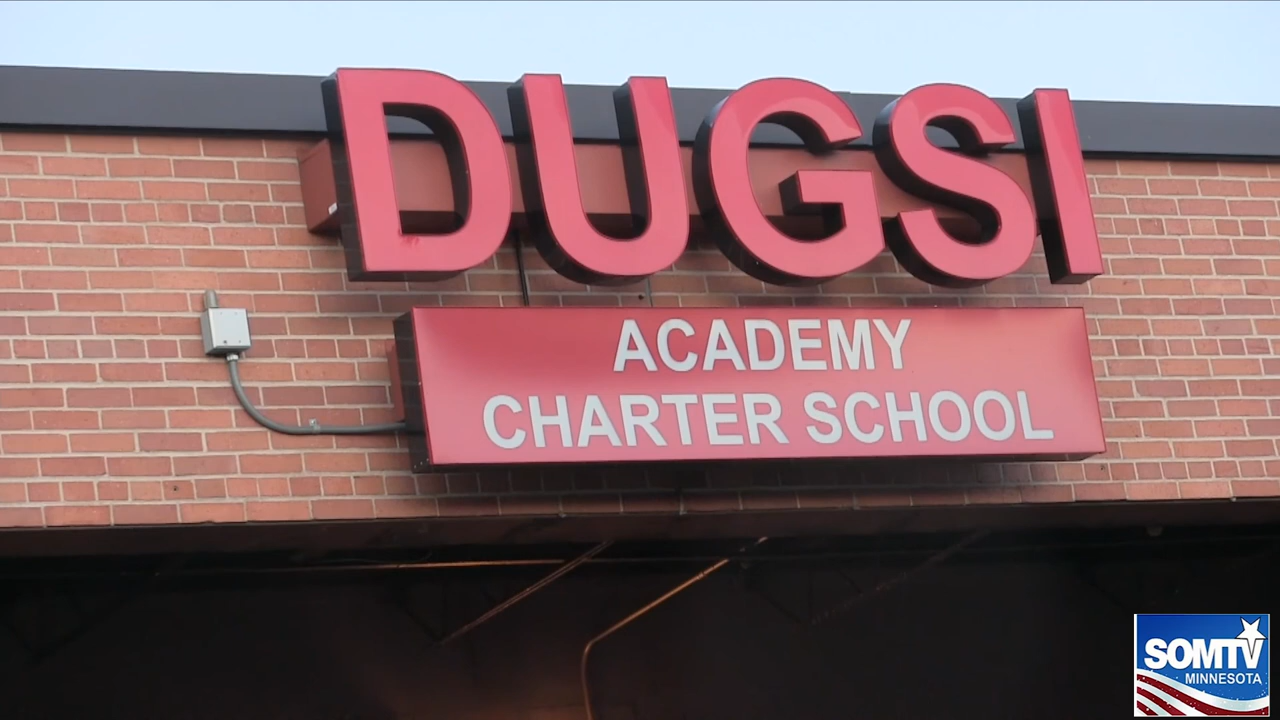 DUGSI
ACADEMY
CHARTER SCHOOL
SOMTV
MINNESOTA